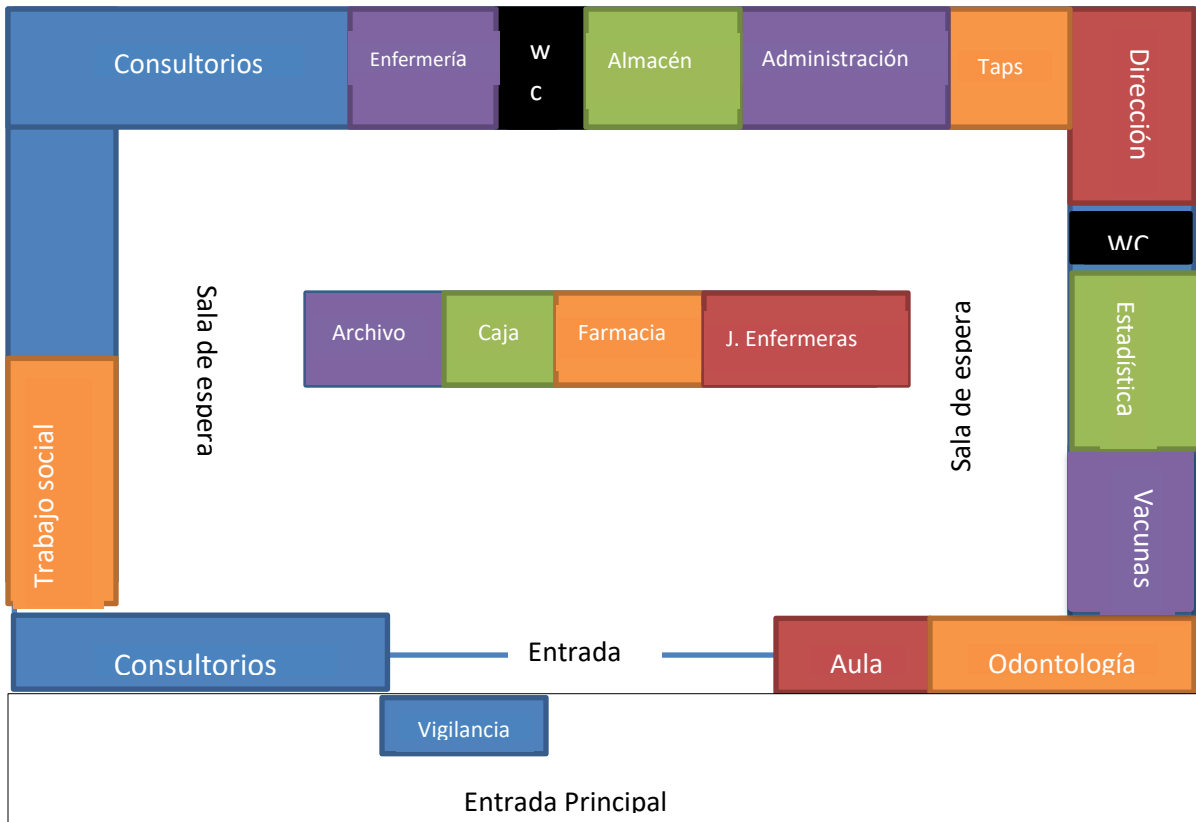 Consultorios
Enfermería
W
C
Almacén
Administración
Taps
Dirección
WC
Sala de espera
Archivo
Caja
Farmacia
J. Enfermeras
Sala de espera
Estadística
Trabajo social
Vacunas
Consultorios
Entrada
Aula
Odontología
Vigilancia
Entrada Principal